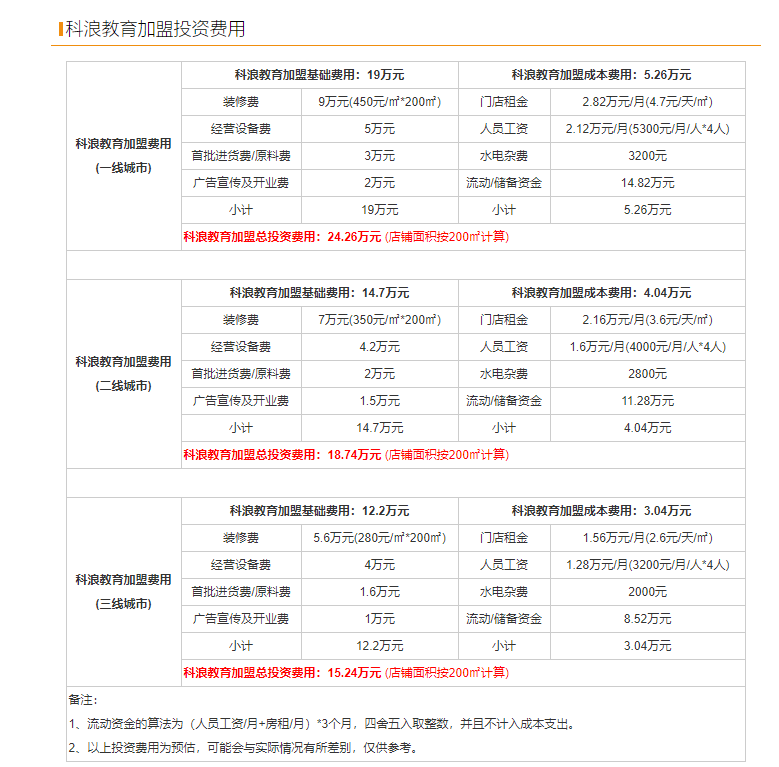 科浪教育加盟投资费用
科浪教育加盟费用
(一线城市)
科浪教育加盟基础费用：19万元 科浪教育加盟成本费用：5.26万元
装修费 9万元(450元/㎡*200㎡) 门店租金 2.82万元/月(4.7元/天/㎡)
经营设备费 5万元 人员工资 2.12万元/月(5300元/月/人*4人)
首批进货费/原料费 3万元 水电杂费 3200元
广告宣传及开业费 2万元 流动/储备资金 14.82万元
小计 19万元 小计 5.26万元
科浪教育加盟总投资费用：24.26万元 (店铺面积按200㎡计算)
科浪教育加盟费用
(二线城市)
科浪教育加盟基础费用：14.7万元 科浪教育加盟成本费用：4.04万元
装修费 7万元(350元/㎡*200㎡) 门店租金 2.16万元/月(3.6元/天/㎡)
经营设备费 4.2万元 人员工资 1.6万元/月(4000元/月/人*4人)
首批进货费/原料费 2万元 水电杂费 2800元
广告宣传及开业费 1.5万元 流动/储备资金 11.28万元
小计 14.7万元 小计 4.04万元
科浪教育加盟总投资费用：18.74万元 (店铺面积按200㎡计算)
科浪教育加盟费用
(三线城市)
科浪教育加盟基础费用：12.2万元 科浪教育加盟成本费用：3.04万元
装修费 5.6万元(280元/㎡*200㎡) 门店租金 1.56万元/月(2.6元/天/㎡)
经营设备费 4万元 人员工资 1.28万元/月(3200元/月/人*4人)
首批进货费/原料费 1.6万元 水电杂费 2000元
广告宣传及开业费 1万元 流动/储备资金 8.52万元
小计 12.2万元 小计 3.04万元
科浪教育加盟总投资费用：15.24万元 (店铺面积按200㎡计算)
备注：
1、流动资金的算法为（人员工资/月+房租/月）*3个月，四舍五入取整数，并且不计入成本支出。
2、以上投资费用为预估，可能会与实际情况有所差别，仅供参考。